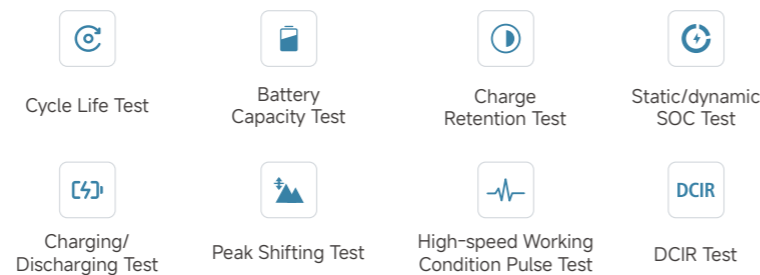 Cycle Life Test
Battery
Capacity Test
Charge
Retention Test
Static/dynamic
SOC Test
Charging/
Discharging Test
Peak Shifting Test
High-speed Working
Condition Pulse Test
DCIR
DCIR Test